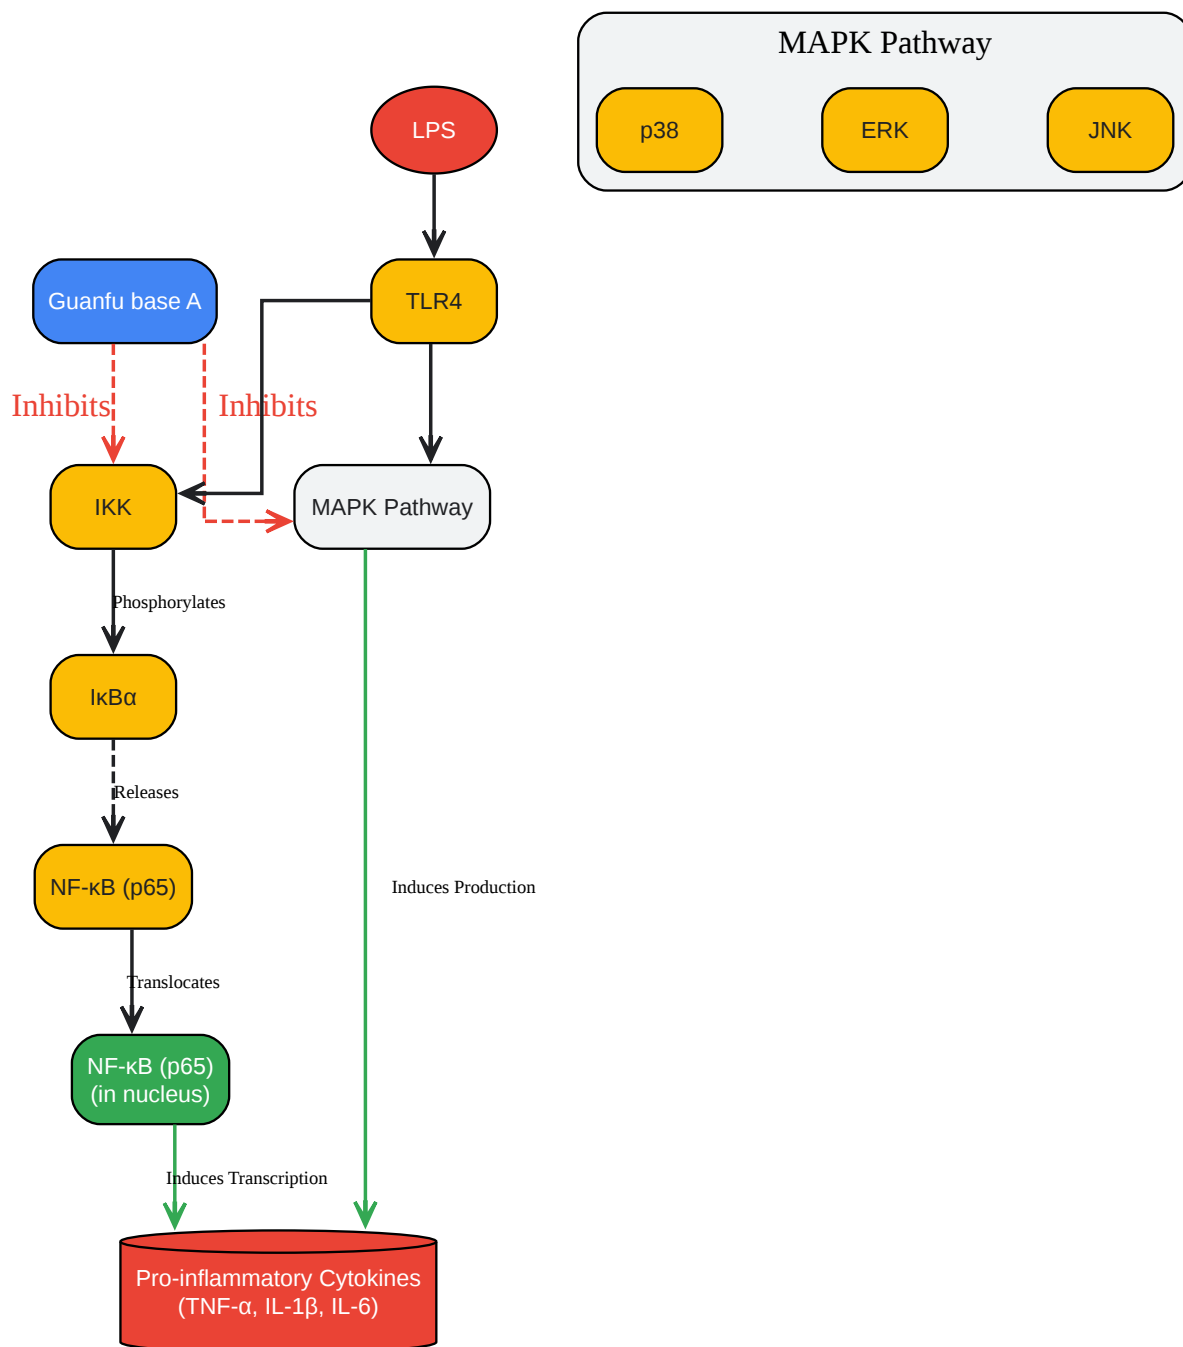 MAPK Pathway
p38
ERK
JNK
LPS
Guanfu base A
TLR4
Inhibits
Inhibits
IKK
MAPK Pathway
Phosphorylates
IκBα
Releases
NF-κB (p65)
Induces Production
Translocates
NF-κB (p65)
(in nucleus)
Induces Transcription
Pro-inflammatory Cytokines
(TNF-α, IL-1β, IL-6)